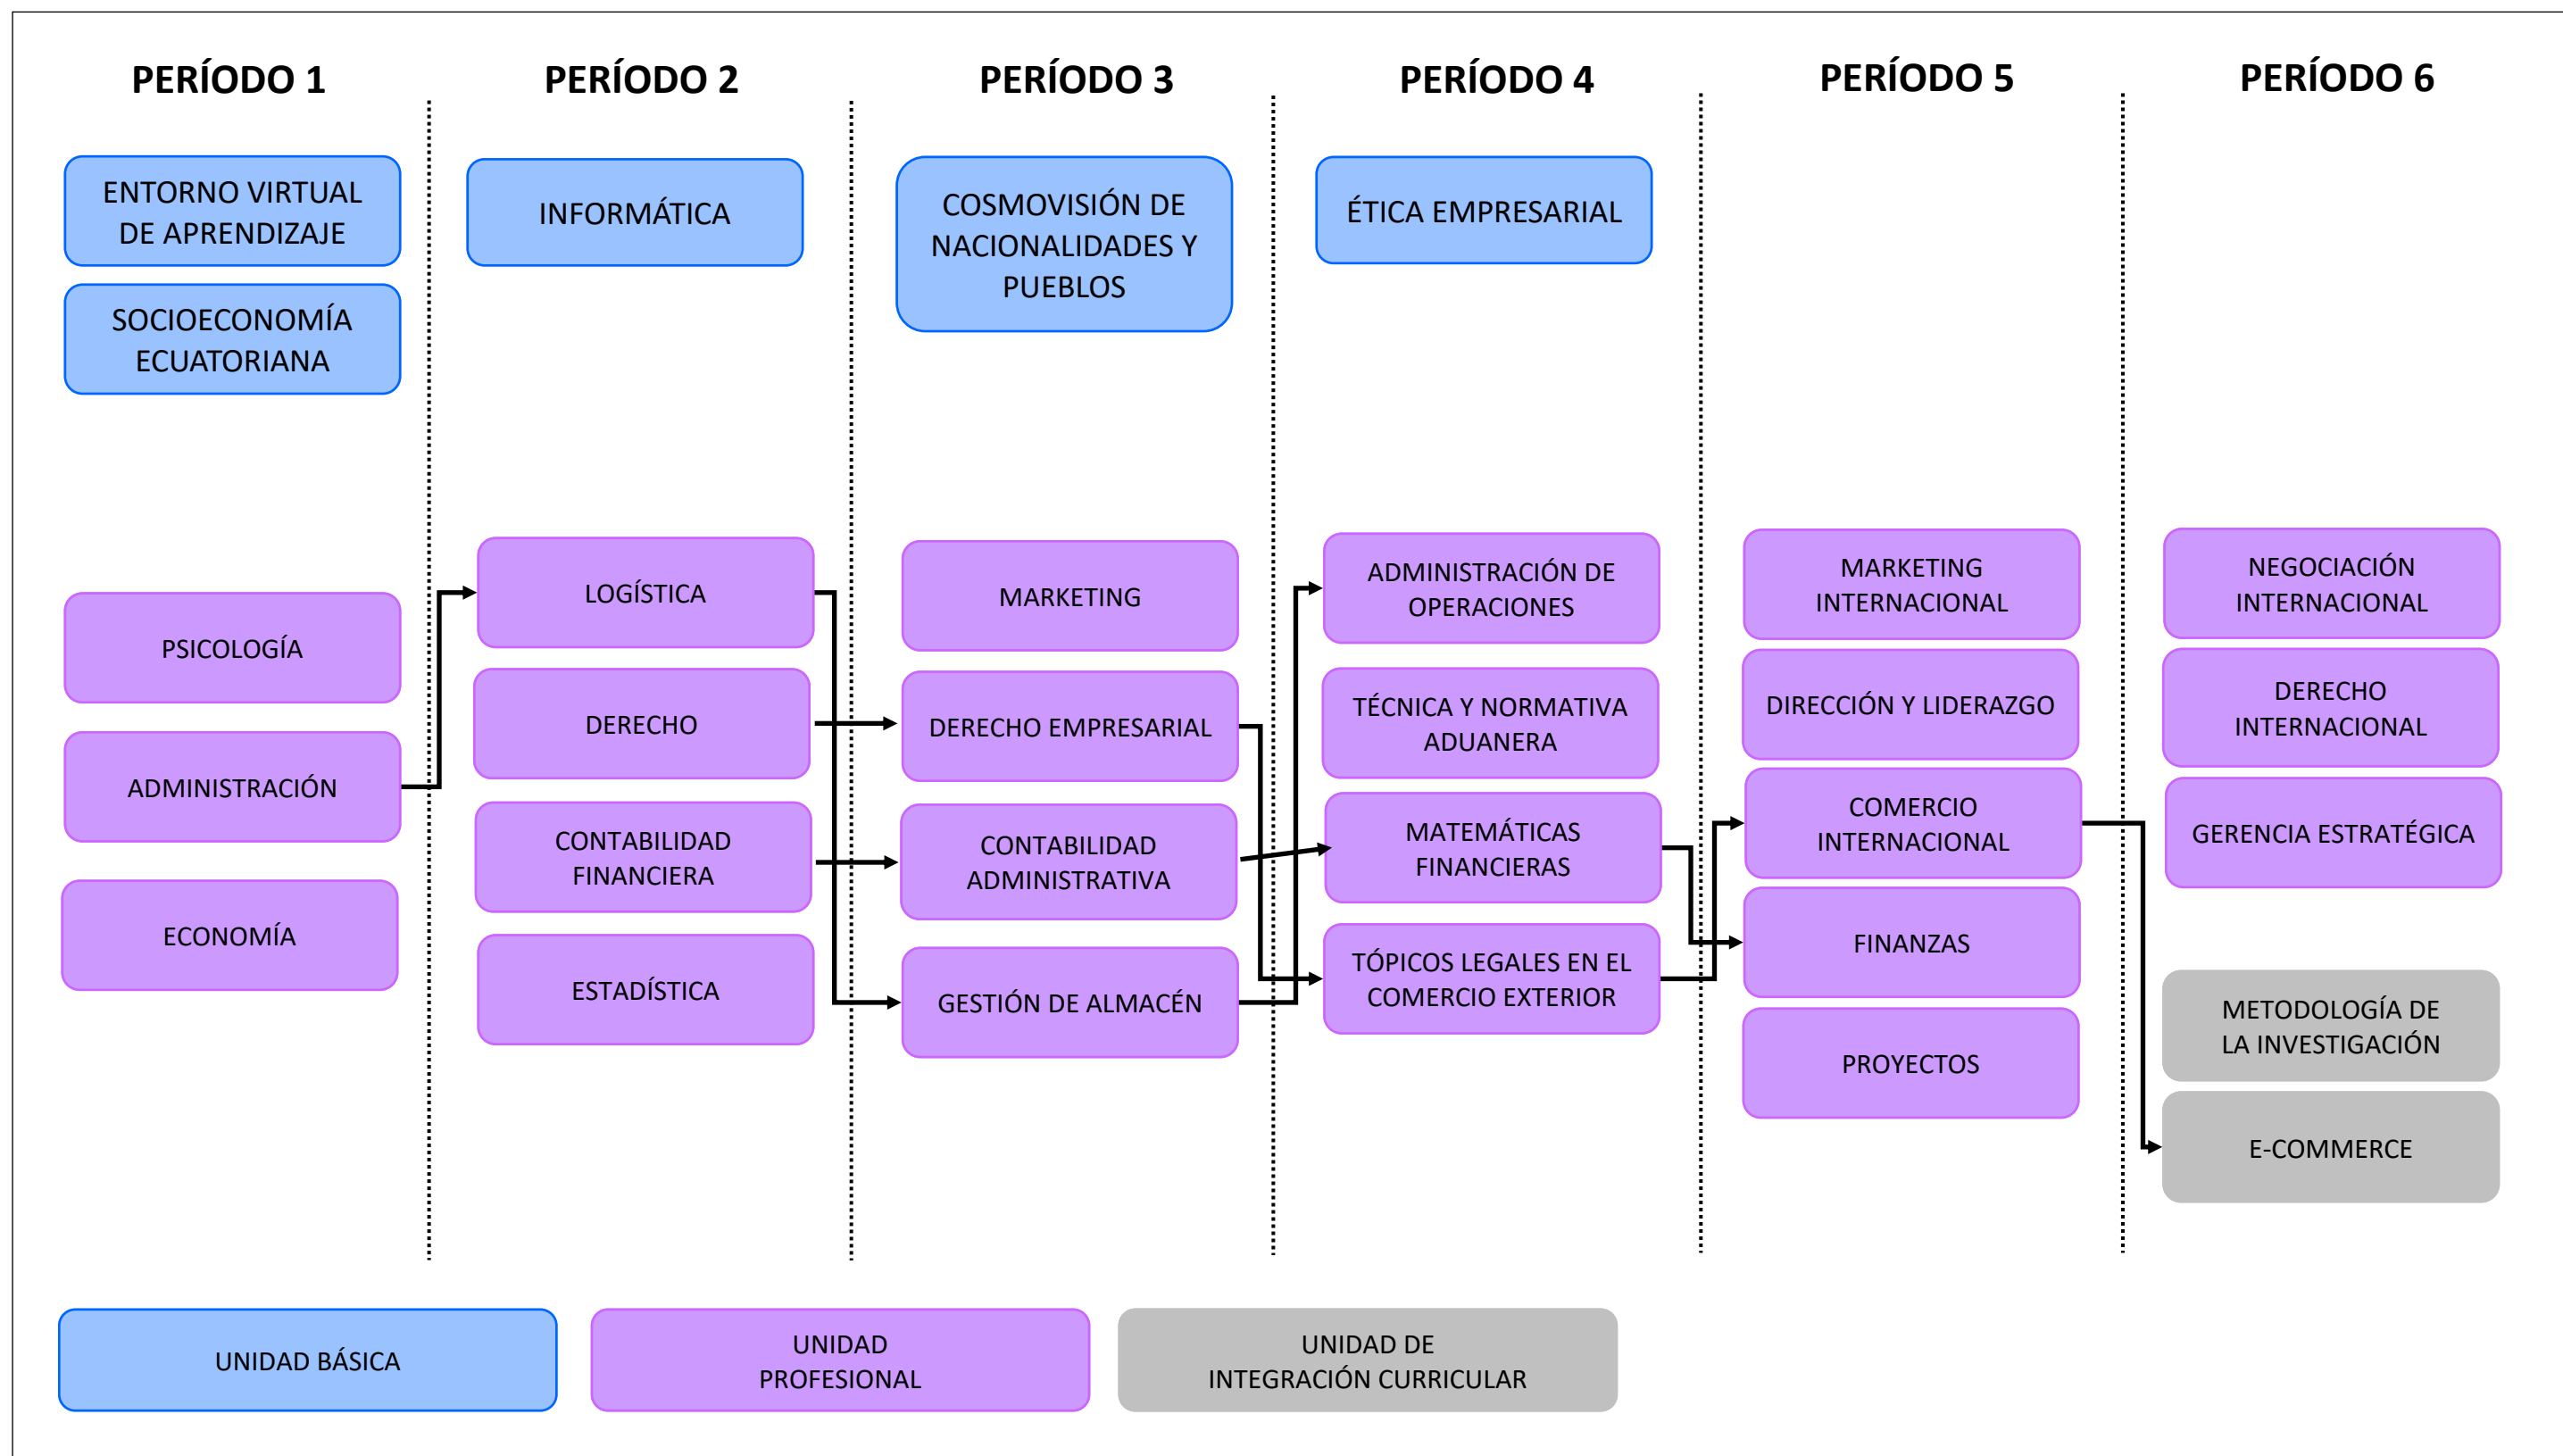 PERÍODO 1
PERÍODO 2
PERÍODO 3
PERÍODO 4
PERÍODO 5
PERÍODO 6
ENTORNO VIRTUAL
DE APRENDIZAJE
SOCIOECONOMÍA
ECUATORIANA
PSICOLOGÍA
ADMINISTRACIÓN
ECONOMÍA
INFORMÁTICA
LOGÍSTICA
DERECHO
CONTABILIDAD
FINANCIERA
ESTADÍSTICA
COSMOVISIÓN DE
NACIONALIDADES Y
PUEBLOS
MARKETING
DERECHO EMPRESARIAL
CONTABILIDAD
ADMINISTRATIVA
GESTIÓN DE ALMACÉN
ÉTICA EMPRESARIAL
ADMINISTRACIÓN DE
OPERACIONES
TÉCNICA Y NORMATIVA
ADUANERA
MATEMÁTICAS
FINANCIERAS
TÓPICOS LEGALES EN EL
COMERCIO EXTERIOR
MARKETING
INTERNACIONAL
DIRECCIÓN Y LIDERAZGO
COMERCIO
INTERNACIONAL
FINANZAS
PROYECTOS
NEGOCIACIÓN
INTERNACIONAL
DERECHO
INTERNACIONAL
GERENCIA ESTRATÉGICA
METODOLOGÍA DE
LA INVESTIGACIÓN
E-COMMERCE
UNIDAD BÁSICA
UNIDAD
PROFESIONAL
UNIDAD DE
INTEGRACIÓN CURRICULAR